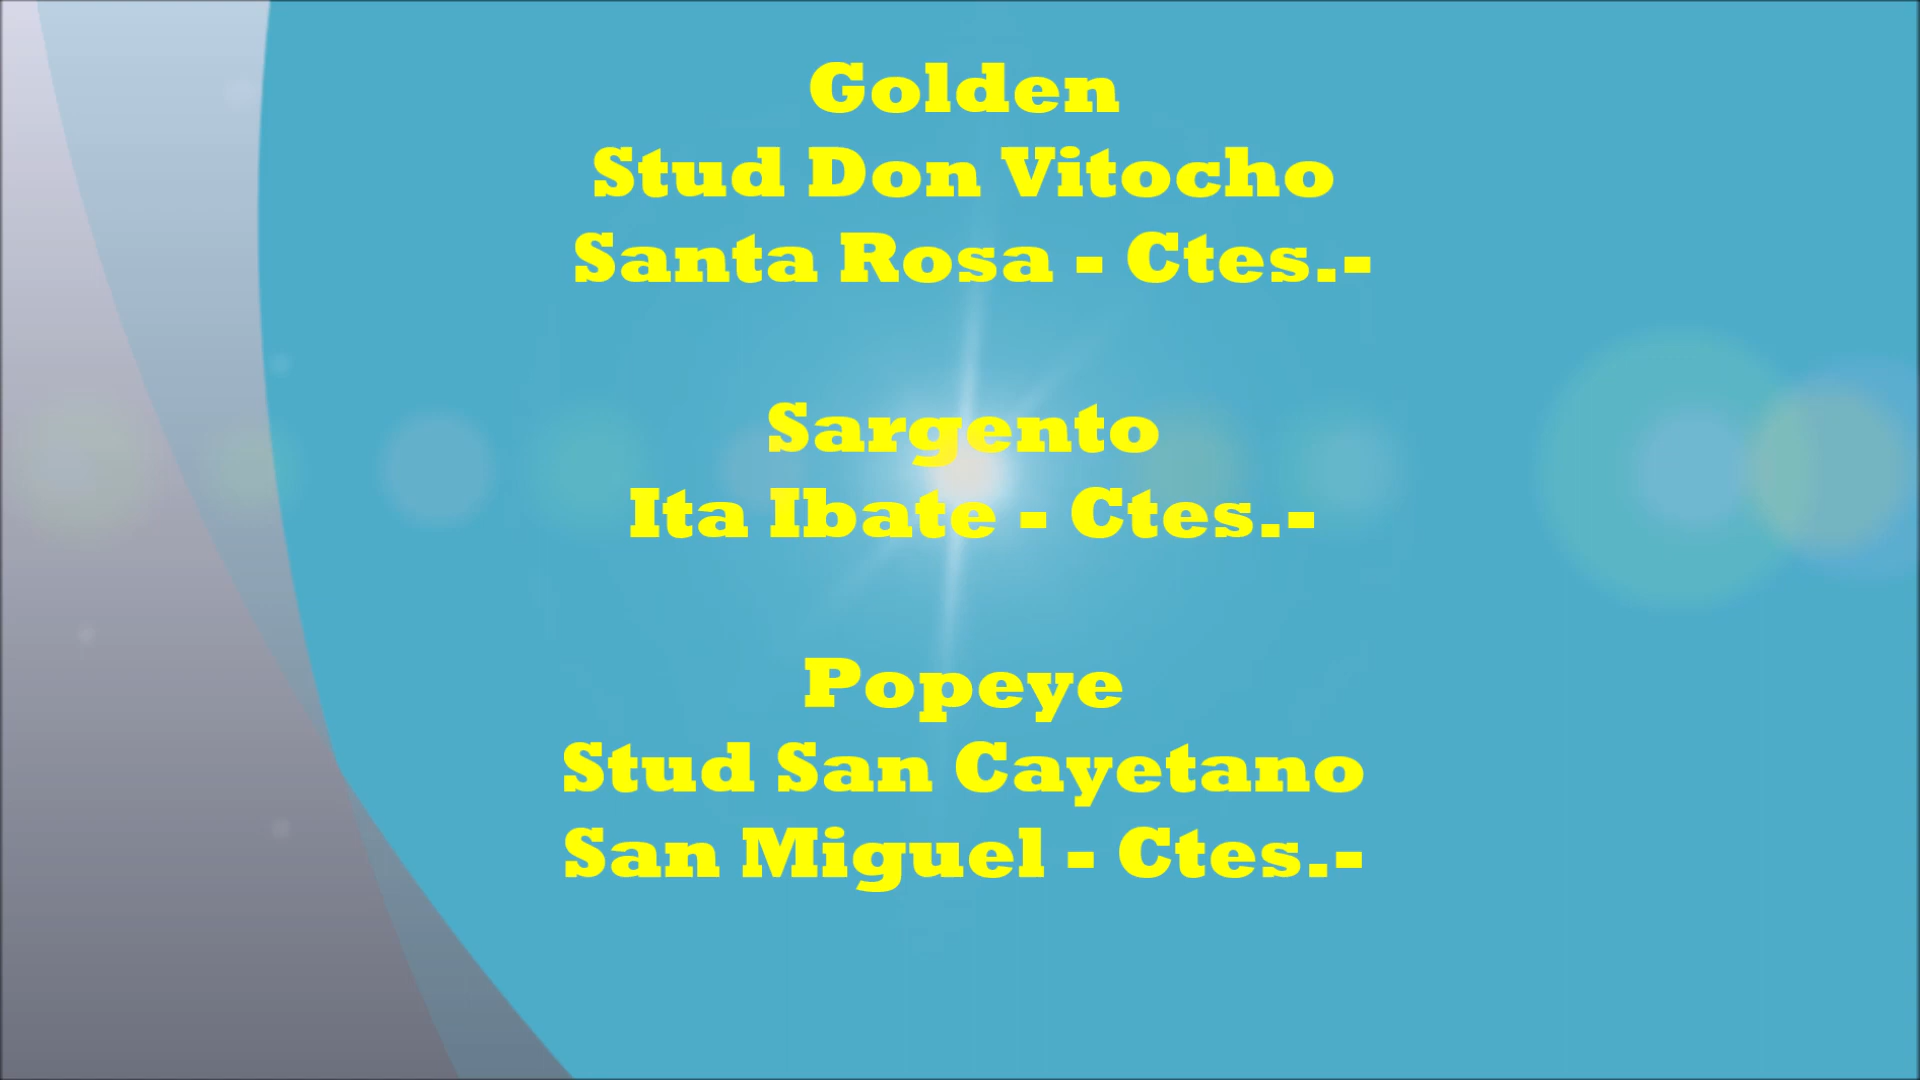 Golden
Stud Don Vitocho
Santa Rosa - Ctes.-
Sargento
Ita Ibate - Ctes.-
Popeye
Stud San Cayetano
San Miguel - Ctes.-